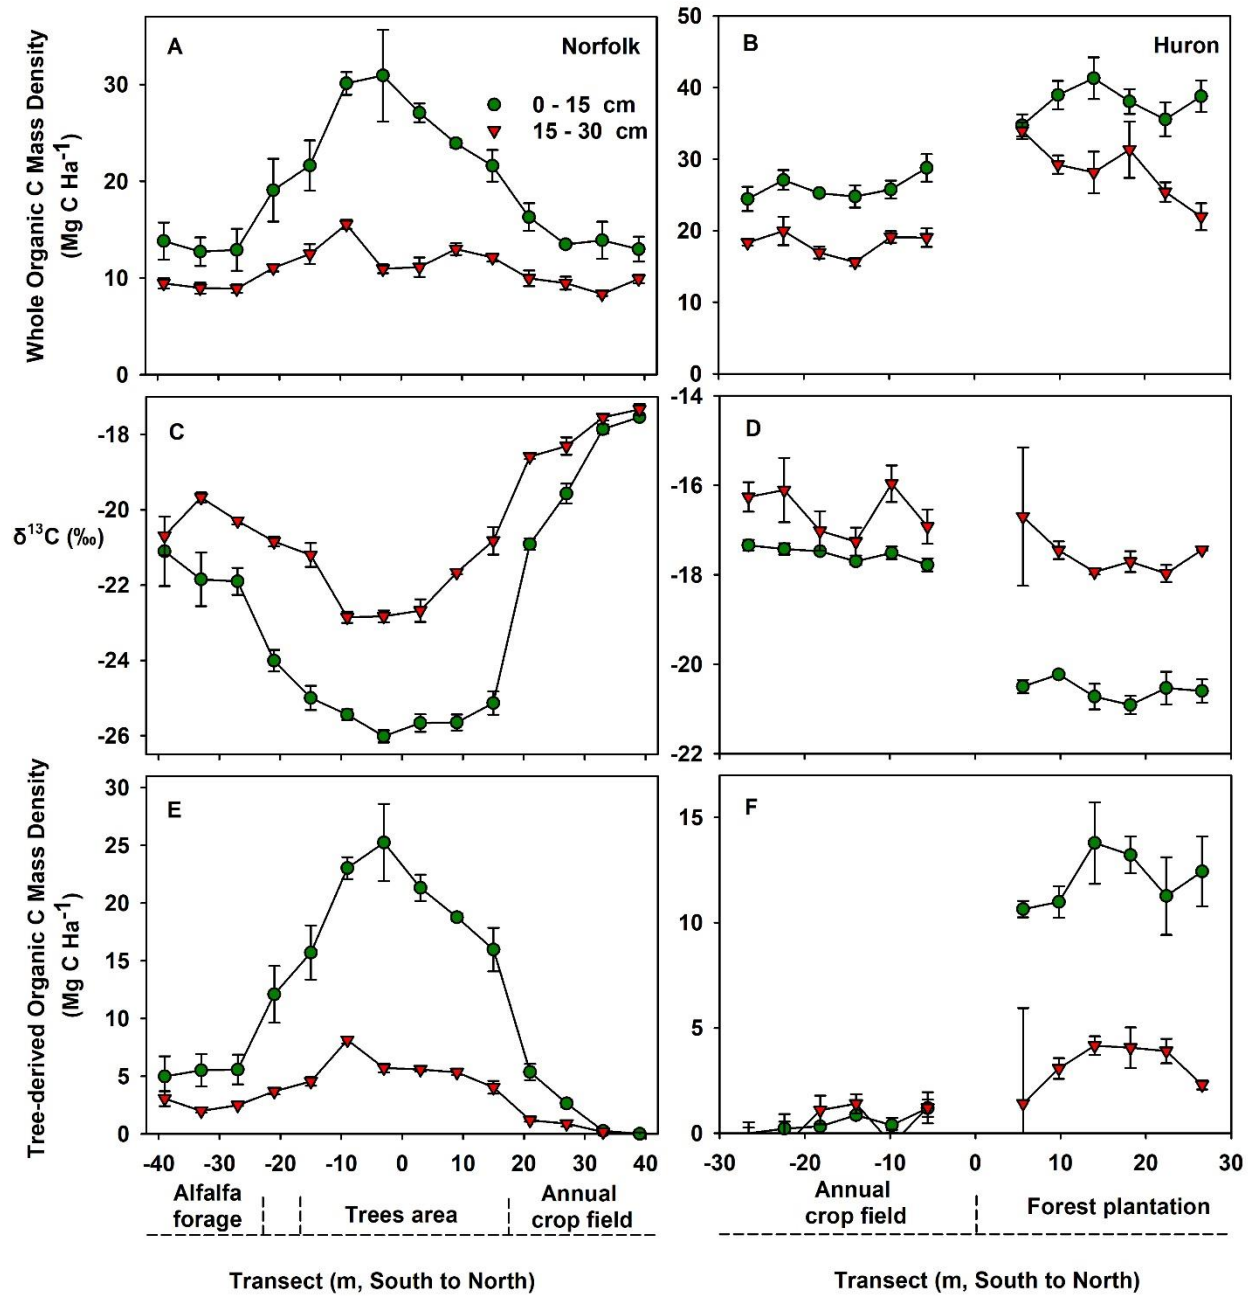 A
Norfolk
0 - 15 cm
15 - 30 cm
Whole Organic C Mass Density
(Mg C Ha⁻¹)
30
20
10
0
B
Huron
50
40
30
20
10
0
C
δ¹³C (‰)
-18
-20
-22
-24
-26
D
-14
-16
-18
-20
-22
E
Tree-derived Organic C Mass Density
(Mg C Ha⁻¹)
30
25
20
15
10
5
0
F
15
10
5
0
-40 -30 -20 -10 0 10 20 30 40
-30 -20 -10 0 10 20 30
Alfalfa
forage
Trees area
Annual
crop field
Annual
crop field
Forest plantation
Transect (m, South to North)
Transect (m, South to North)